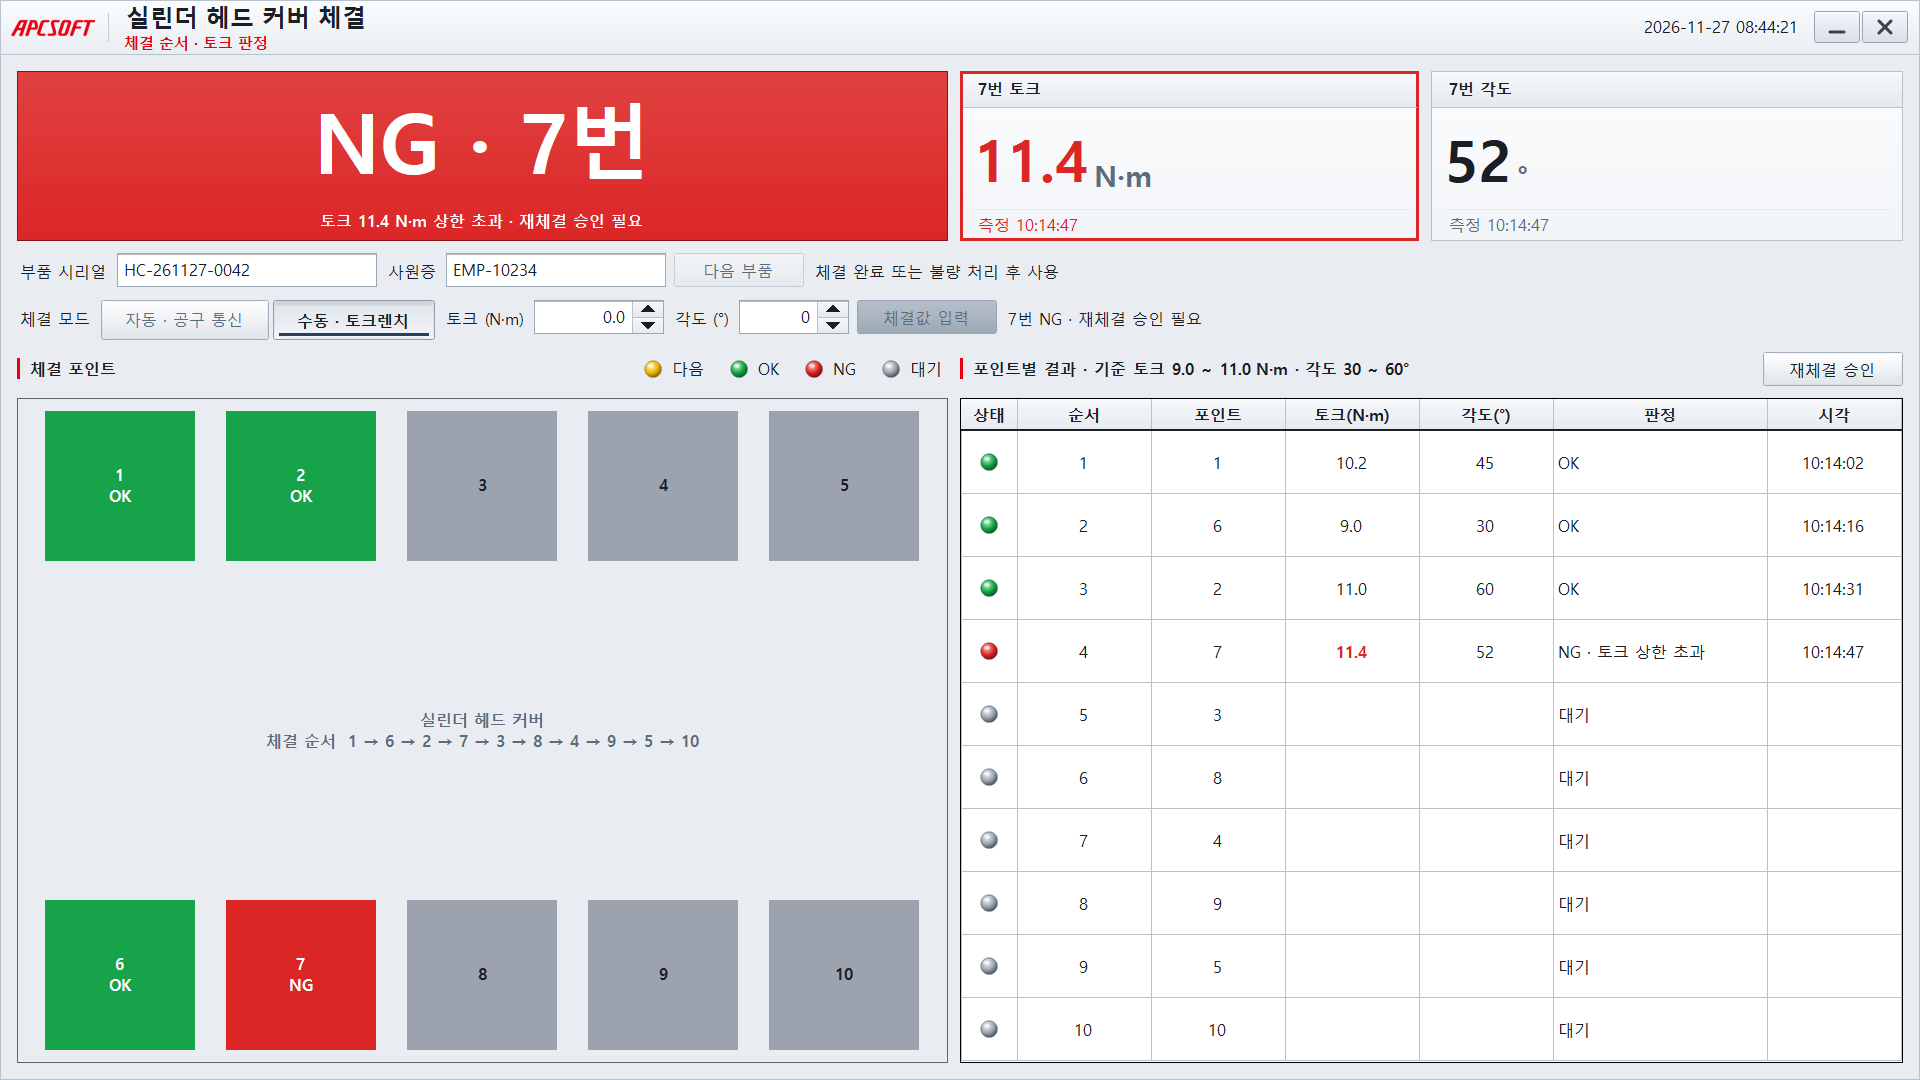 APCSOFT
실린더 헤드 커버 체결
체결 순서 · 토크 판정
2026-11-27 08:44:21
NG · 7번
토크 11.4 N·m 상한 초과 · 재체결 승인 필요
7번 토크
11.4 N·m
측정 10:14:47
7번 각도
52 °
측정 10:14:47
부품 시리얼 HC-261127-0042 사원증 EMP-10234 다음 부품 체결 완료 또는 불량 처리 후 사용
체결 모드 자동 · 공구 통신 수동 · 토크렌치 토크 (N·m) 0.0 각도 (°) 0 체결값 입력 7번 NG · 재체결 승인 필요
체결 포인트 다음 OK NG 대기
1
OK
2
OK
3
4
5
실린더 헤드 커버
체결 순서 1 → 6 → 2 → 7 → 3 → 8 → 4 → 9 → 5 → 10
6
OK
7
NG
8
9
10
포인트별 결과 · 기준 토크 9.0 ~ 11.0 N·m · 각도 30 ~ 60° 재체결 승인
상태 순서 포인트 토크(N·m) 각도(°) 판정 시각
1 1 10.2 45 OK 10:14:02
2 6 9.0 30 OK 10:14:16
3 2 11.0 60 OK 10:14:31
4 7 11.4 52 NG · 토크 상한 초과 10:14:47
5 3 대기
6 8 대기
7 4 대기
8 9 대기
9 5 대기
10 10 대기